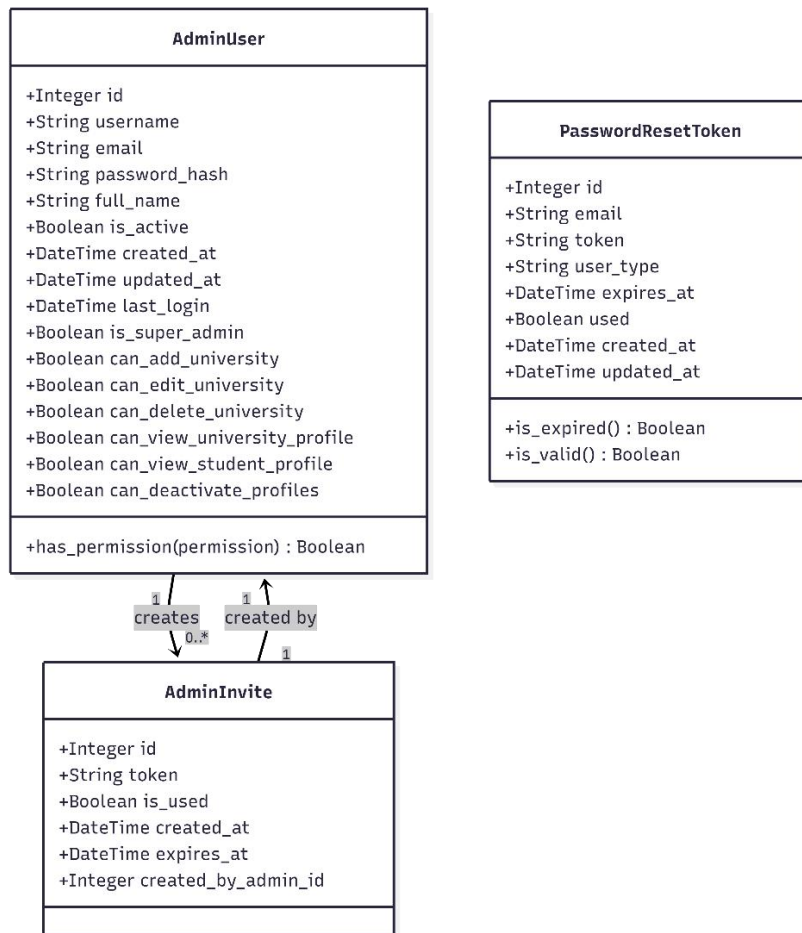 AdminUser
+Integer id
+String username
+String email
+String password_hash
+String full_name
+Boolean is_active
+DateTime created_at
+DateTime updated_at
+DateTime last_login
+Boolean is_super_admin
+Boolean can_add_university
+Boolean can_edit_university
+Boolean can_delete_university
+Boolean can_view_university_profile
+Boolean can_view_student_profile
+Boolean can_deactivate_profiles
+has_permission(permission) : Boolean
PasswordResetToken
+Integer id
+String email
+String token
+String user_type
+DateTime expires_at
+Boolean used
+DateTime created_at
+DateTime updated_at
+is_expired() : Boolean
+is_valid() : Boolean
1
creates
0..*
1
created by
1
AdminInvite
+Integer id
+String token
+Boolean is_used
+DateTime created_at
+DateTime expires_at
+Integer created_by_admin_id